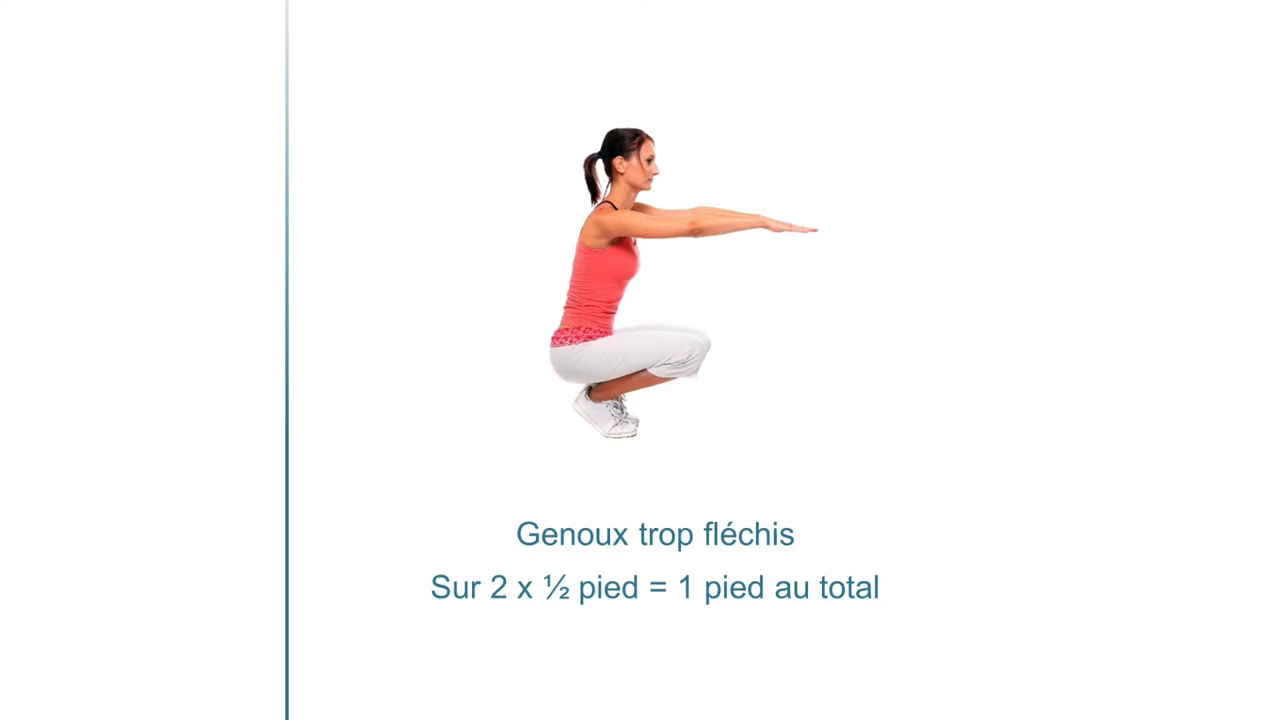 Genoux trop fléchis
Sur 2 x ½ pied = 1 pied au total